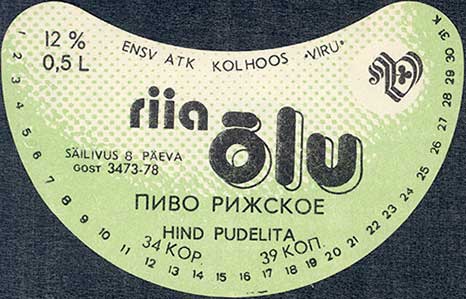 12 %
0,5 L
ENSV ATK KOLHOOS "VIRU"
riia
õlu
SÄILIVUS 8 PÄEVA
GOST 3473-78
ПИВО РИЖСКОЕ
HIND PUDELITA
34 KOP. 39 КОП.
1 2 3 4 5 6 7 8 9 10 11 12 13 14 15 16 17 18 19 20 21 22 23 24 25 26 27 28 29 30 31 K